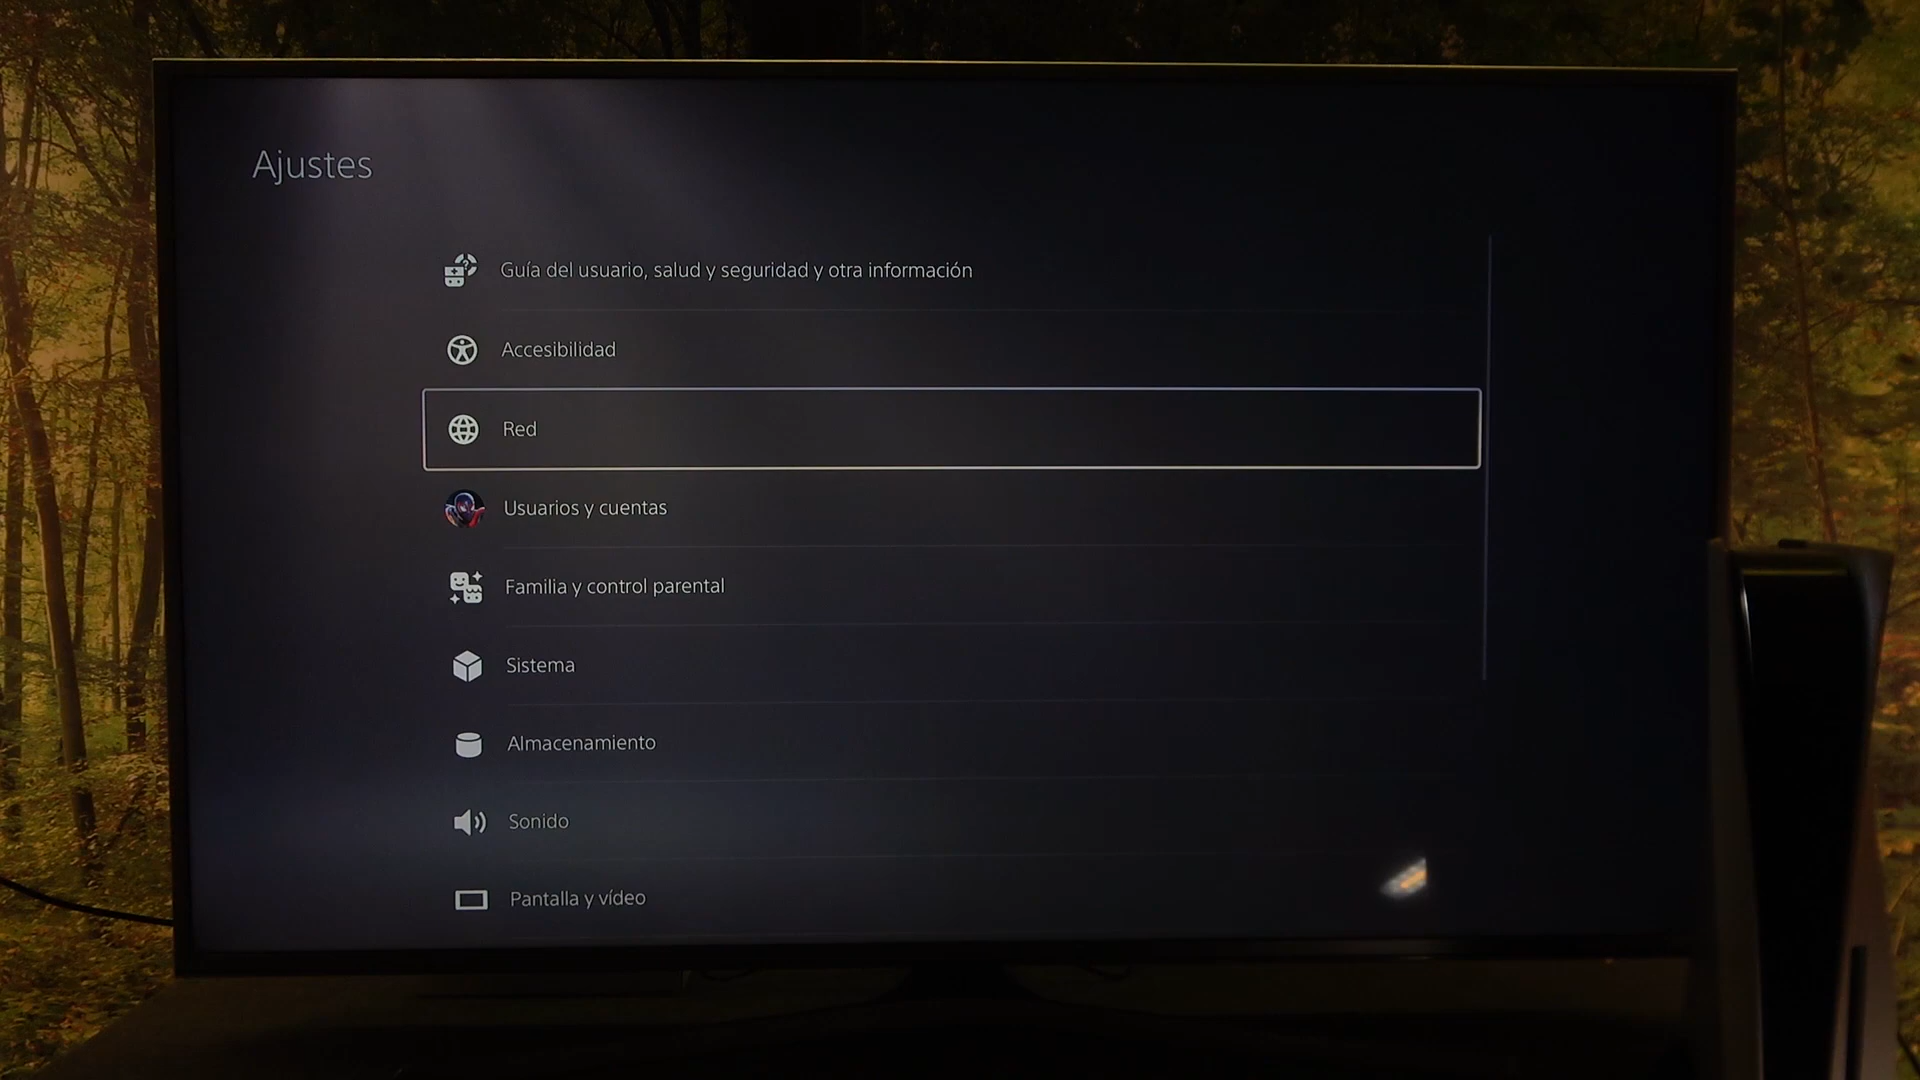 Ajustes
Guía del usuario, salud y seguridad y otra información
Accesibilidad
Red
Usuarios y cuentas
Familia y control parental
Sistema
Almacenamiento
Sonido
Pantalla y vídeo